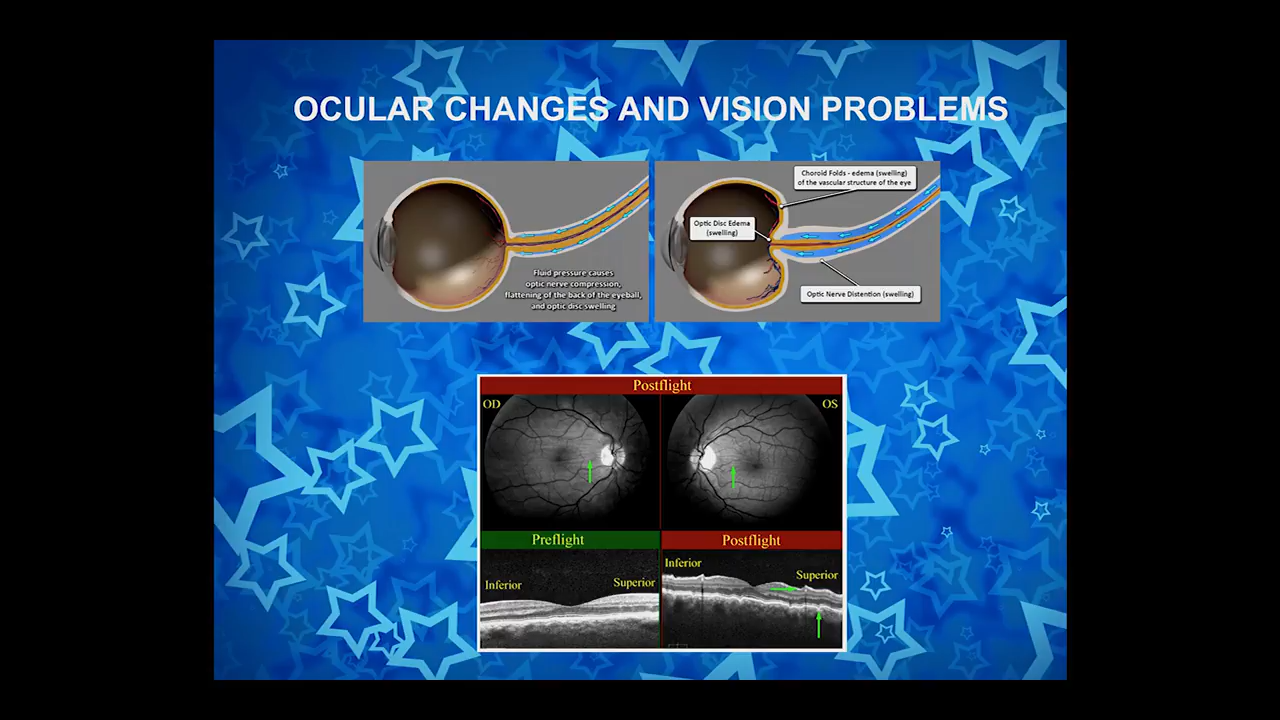 OCULAR CHANGES AND VISION PROBLEMS
Fluid pressure causes
optic nerve compression,
flattening of the back of the eyeball,
and optic disc swelling
Choroid Folds - edema (swelling)
of the vascular structure of the eye
Optic Disc Edema
(swelling)
Optic Nerve Distention (swelling)
Postflight
OD
OS
Preflight
Postflight
Inferior
Superior
Inferior
Superior